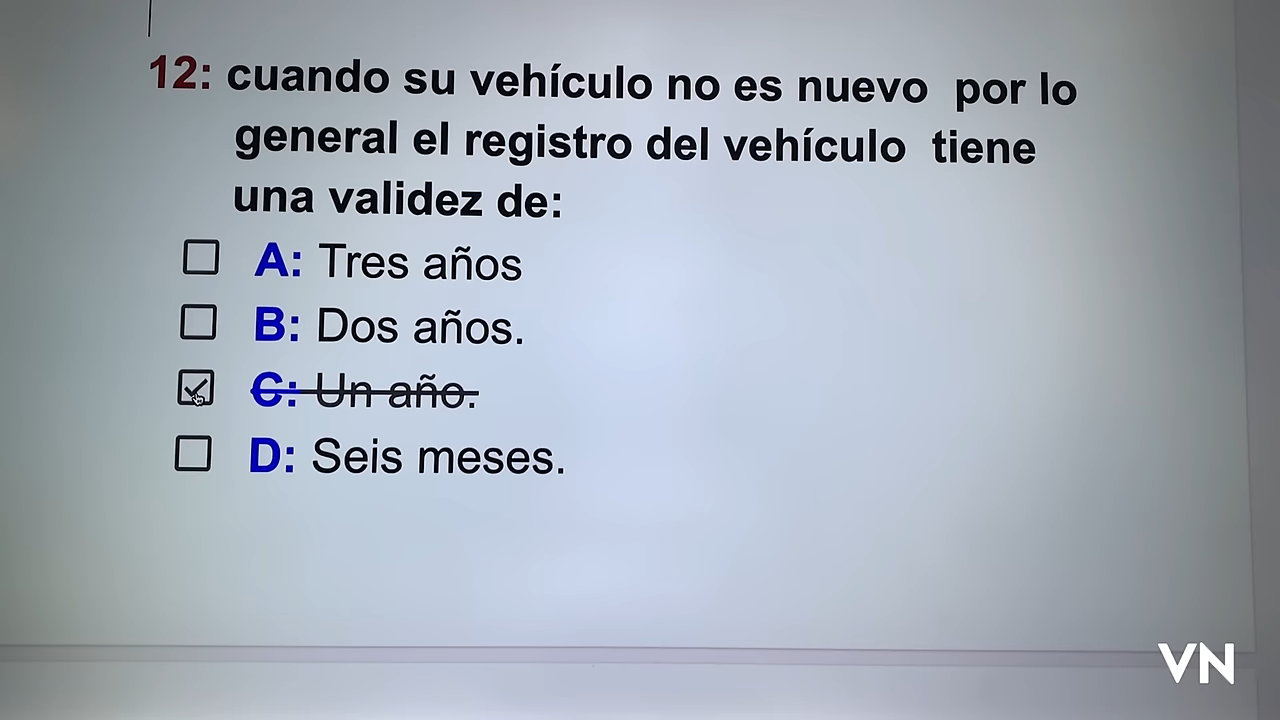 12: cuando su vehículo no es nuevo por lo
general el registro del vehículo tiene
una validez de:
A: Tres años
B: Dos años.
C: Un año.
D: Seis meses.
VN